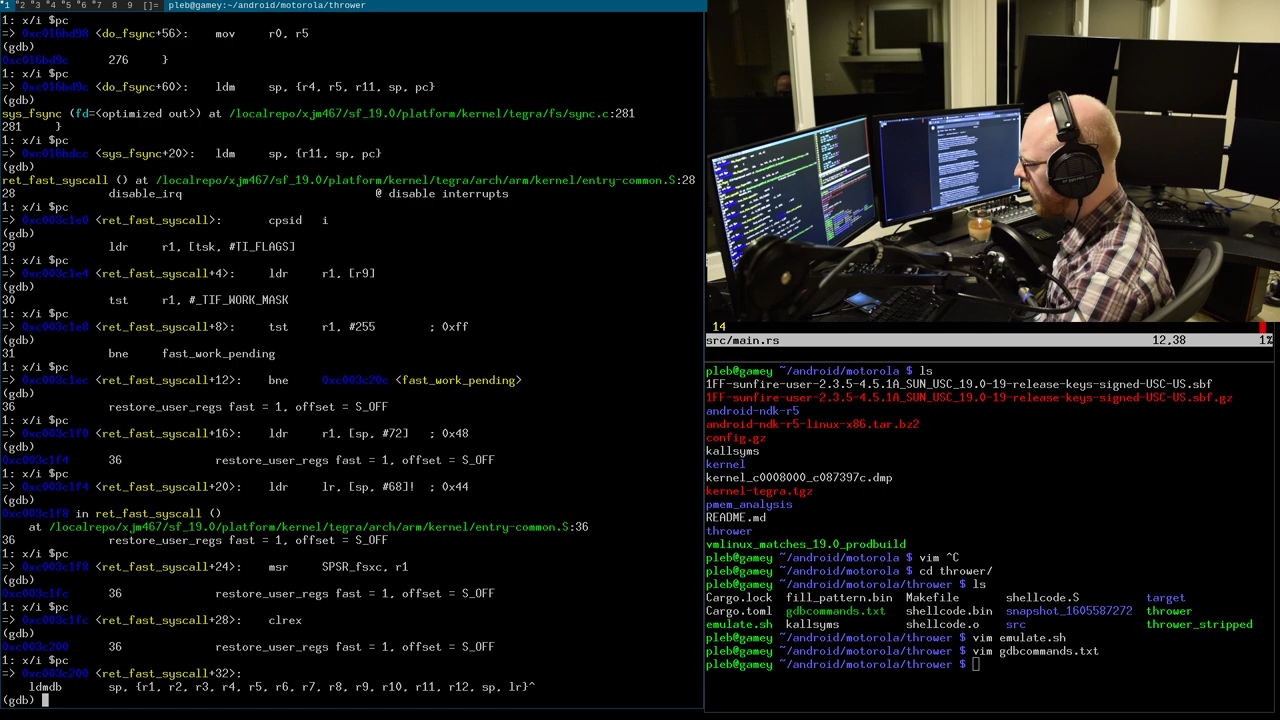 1 2 3 4 5 6 7 8 9 []= pleb@gamey:~/android/motorola/thrower
1: x/i $pc
=> 0xc016bd98 <do_fsync+56>: mov r0, r5
(gdb)
0xc016bd9c 276 }
1: x/i $pc
=> 0xc016bd9c <do_fsync+60>: ldm sp, {r4, r5, r11, sp, pc}
(gdb)
sys_fsync (fd=<optimized out>) at /localrepo/xjm467/sf_19.0/platform/kernel/tegra/fs/sync.c:281
281 }
1: x/i $pc
=> 0xc016bdcc <sys_fsync+20>: ldm sp, {r11, sp, pc}
(gdb)
ret_fast_syscall () at /localrepo/xjm467/sf_19.0/platform/kernel/tegra/arch/arm/kernel/entry-common.S:28
28 disable_irq @ disable interrupts
1: x/i $pc
=> 0xc003c1e0 <ret_fast_syscall>: cpsid i
(gdb)
29 ldr r1, [tsk, #TI_FLAGS]
1: x/i $pc
=> 0xc003c1e4 <ret_fast_syscall+4>: ldr r1, [r9]
(gdb)
30 tst r1, #_TIF_WORK_MASK
1: x/i $pc
=> 0xc003c1e8 <ret_fast_syscall+8>: tst r1, #255 ; 0xff
(gdb)
31 bne fast_work_pending
1: x/i $pc
=> 0xc003c1ec <ret_fast_syscall+12>: bne 0xc003c20c <fast_work_pending>
(gdb)
36 restore_user_regs fast = 1, offset = S_OFF
1: x/i $pc
=> 0xc003c1f0 <ret_fast_syscall+16>: ldr r1, [sp, #72] ; 0x48
(gdb)
0xc003c1f4 36 restore_user_regs fast = 1, offset = S_OFF
1: x/i $pc
=> 0xc003c1f4 <ret_fast_syscall+20>: ldr lr, [sp, #68]! ; 0x44
(gdb)
0xc003c1f8 in ret_fast_syscall ()
at /localrepo/xjm467/sf_19.0/platform/kernel/tegra/arch/arm/kernel/entry-common.S:36
36 restore_user_regs fast = 1, offset = S_OFF
1: x/i $pc
=> 0xc003c1f8 <ret_fast_syscall+24>: msr SPSR_fsxc, r1
(gdb)
0xc003c1fc 36 restore_user_regs fast = 1, offset = S_OFF
1: x/i $pc
=> 0xc003c1fc <ret_fast_syscall+28>: clrex
(gdb)
0xc003c200 36 restore_user_regs fast = 1, offset = S_OFF
1: x/i $pc
=> 0xc003c200 <ret_fast_syscall+32>:
ldmdb sp, {r1, r2, r3, r4, r5, r6, r7, r8, r9, r10, r11, r12, sp, lr}^
(gdb)
14
src/main.rs 12,38 1%
pleb@gamey ~/android/motorola $ ls
1FF-sunfire-user-2.3.5-4.5.1A_SUN_USC_19.0-19-release-keys-signed-USC-US.sbf
1FF-sunfire-user-2.3.5-4.5.1A_SUN_USC_19.0-19-release-keys-signed-USC-US.sbf.gz
android-ndk-r5
android-ndk-r5-linux-x86.tar.bz2
config.gz
kallsyms
kernel
kernel_c0008000_c087397c.dmp
kernel-tegra.tgz
pmem_analysis
README.md
thrower
vmlinux_matches_19.0_prodbuild
pleb@gamey ~/android/motorola $ vim ^C
pleb@gamey ~/android/motorola $ cd thrower/
pleb@gamey ~/android/motorola/thrower $ ls
Cargo.lock fill_pattern.bin Makefile shellcode.S target
Cargo.toml gdbcommands.txt shellcode.bin snapshot_1605587272 thrower
emulate.sh kallsyms shellcode.o src thrower_stripped
pleb@gamey ~/android/motorola/thrower $ vim emulate.sh
pleb@gamey ~/android/motorola/thrower $ vim gdbcommands.txt
pleb@gamey ~/android/motorola/thrower $